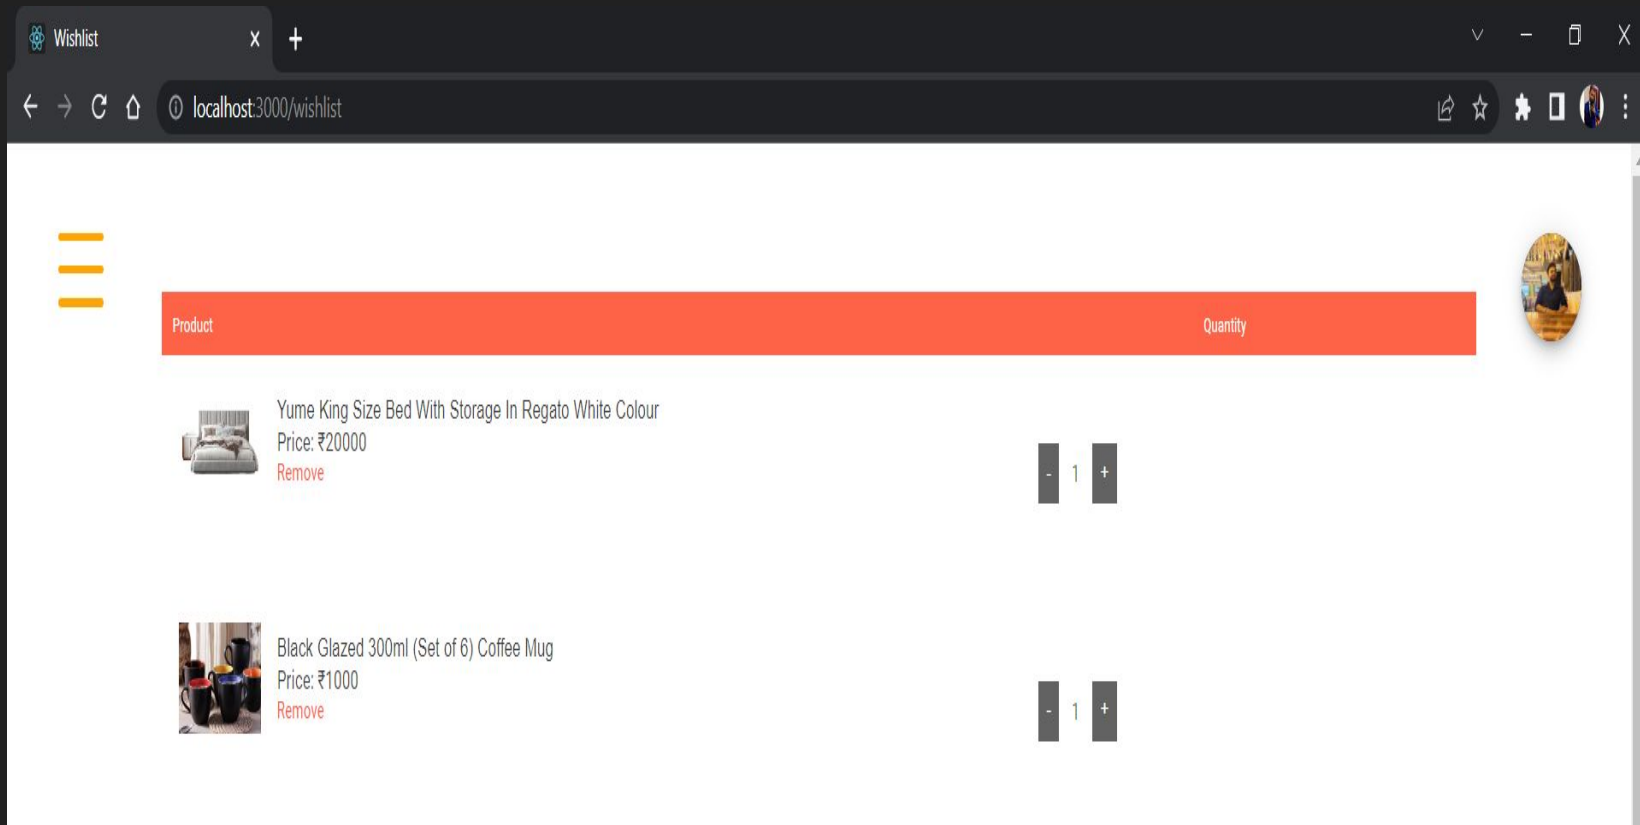 Wishlist
localhost:3000/wishlist
Product Quantity
Yume King Size Bed With Storage In Regato White Colour
Price: ₹20000
Remove
- 1 +
Black Glazed 300ml (Set of 6) Coffee Mug
Price: ₹1000
Remove
- 1 +